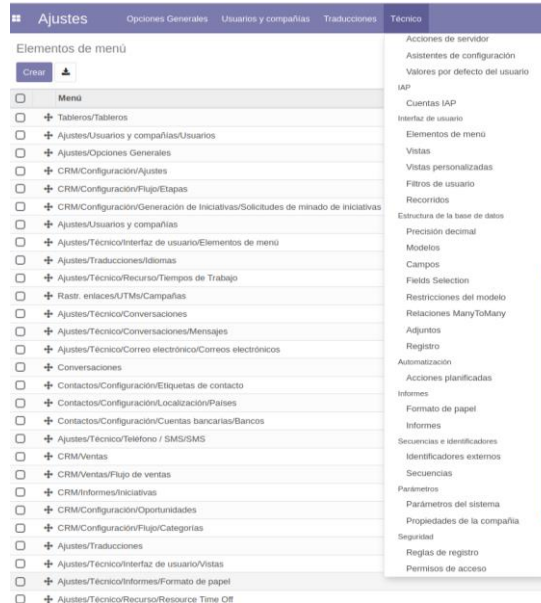 Ajustes Opciones Generales Usuarios y compañías Traducciones Técnico
Elementos de menú
Crear
Menú
Tableros/Tableros
Ajustes/Usuarios y compañías/Usuarios
Ajustes/Opciones Generales
CRM/Configuración/Ajustes
CRM/Configuración/Flujo/Etapas
CRM/Configuración/Generación de Iniciativas/Solicitudes de minado de iniciativas
Ajustes/Usuarios y compañías
Ajustes/Técnico/Interfaz de usuario/Elementos de menú
Ajustes/Traducciones/Idiomas
Ajustes/Técnico/Recurso/Tiempos de Trabajo
Rastr. enlaces/UTMs/Campañas
Ajustes/Técnico/Conversaciones
Ajustes/Técnico/Conversaciones/Mensajes
Ajustes/Técnico/Correo electrónico/Correos electrónicos
Conversaciones
Contactos/Configuración/Etiquetas de contacto
Contactos/Configuración/Localización/Países
Contactos/Configuración/Cuentas bancarias/Bancos
Ajustes/Técnico/Teléfono / SMS/SMS
CRM/Ventas
CRM/Ventas/Flujo de ventas
CRM/Informes/Iniciativas
CRM/Configuración/Oportunidades
CRM/Configuración/Flujo/Categorías
Ajustes/Traducciones
Ajustes/Técnico/Interfaz de usuario/Vistas
Ajustes/Técnico/Informes/Formato de papel
Ajustes/Técnico/Recurso/Resource Time Off
Acciones de servidor
Asistentes de configuración
Valores por defecto del usuario
IAP
Cuentas IAP
Interfaz de usuario
Elementos de menú
Vistas
Vistas personalizadas
Filtros de usuario
Recorridos
Estructura de la base de datos
Precisión decimal
Modelos
Campos
Fields Selection
Restricciones del modelo
Relaciones ManyToMany
Adjuntos
Registro
Automatización
Acciones planificadas
Informes
Formato de papel
Informes
Secuencias e identificadores
Identificadores externos
Secuencias
Parámetros
Parámetros del sistema
Propiedades de la compañía
Seguridad
Reglas de registro
Permisos de acceso